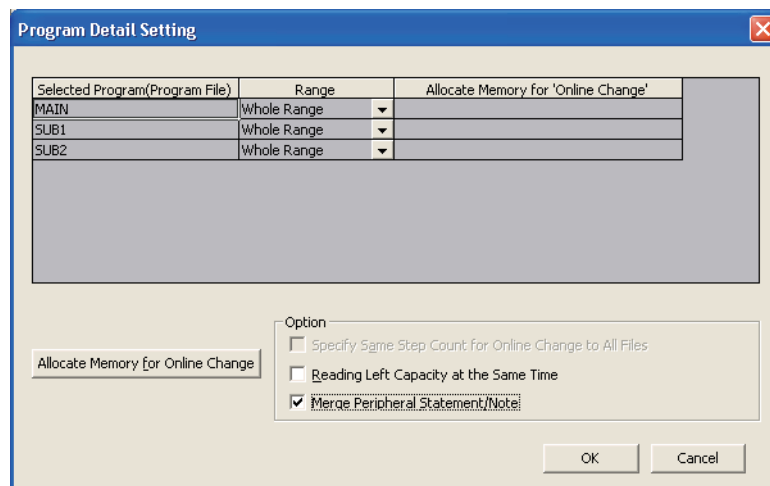 Program Detail Setting
Selected Program(Program File) Range Allocate Memory for 'Online Change'
MAIN Whole Range
SUB1 Whole Range
SUB2 Whole Range
Option
Specify Same Step Count for Online Change to All Files
Allocate Memory for Online Change
Reading Left Capacity at the Same Time
Merge Peripheral Statement/Note
OK Cancel